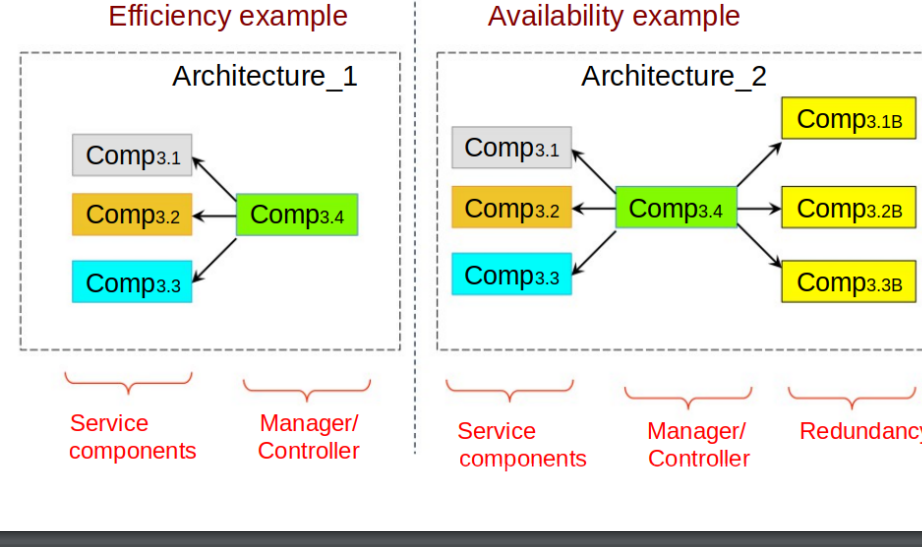 Efficiency example
Architecture_1
Comp3.1
Comp3.2
Comp3.4
Comp3.3
Service
components
Manager/
Controller
Availability example
Architecture_2
Comp3.1B
Comp3.1
Comp3.2
Comp3.4
Comp3.2B
Comp3.3
Comp3.3B
Service
components
Manager/
Controller
Redundancy